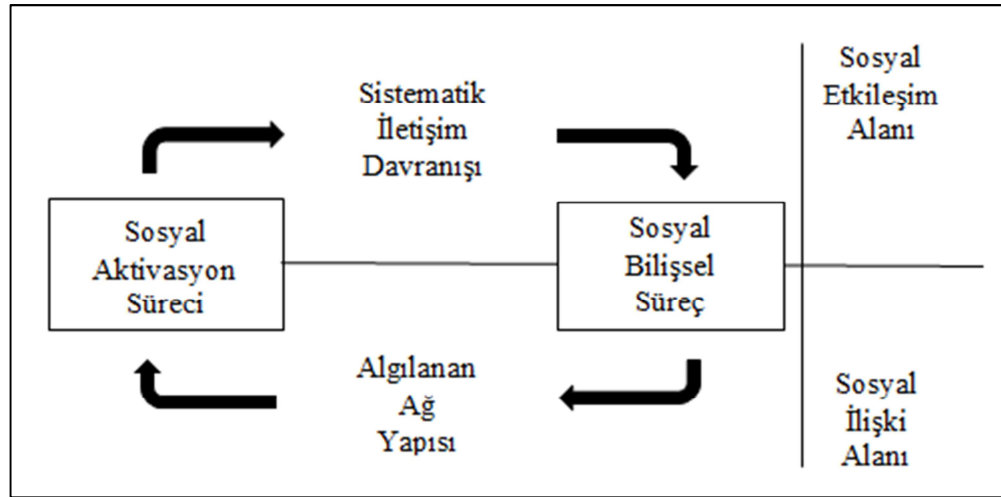 Sistematik
İletişim
Davranışı
Sosyal
Etkileşim
Alanı
Sosyal
Aktivasyon
Süreci
Sosyal
Bilişsel
Süreç
Algılanan
Ağ
Yapısı
Sosyal
İlişki
Alanı